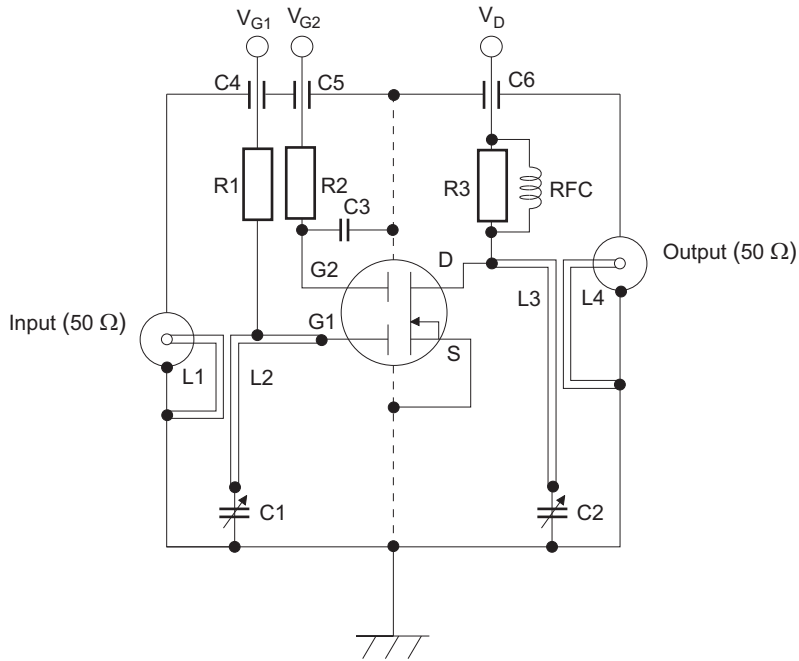 V_G1 V_G2 V_D
C4 C5 C6
R1 R2 R3 RFC
C3
G2 D Output (50 Ω)
L3 L4
Input (50 Ω) G1
S
L1 L2
C1 C2